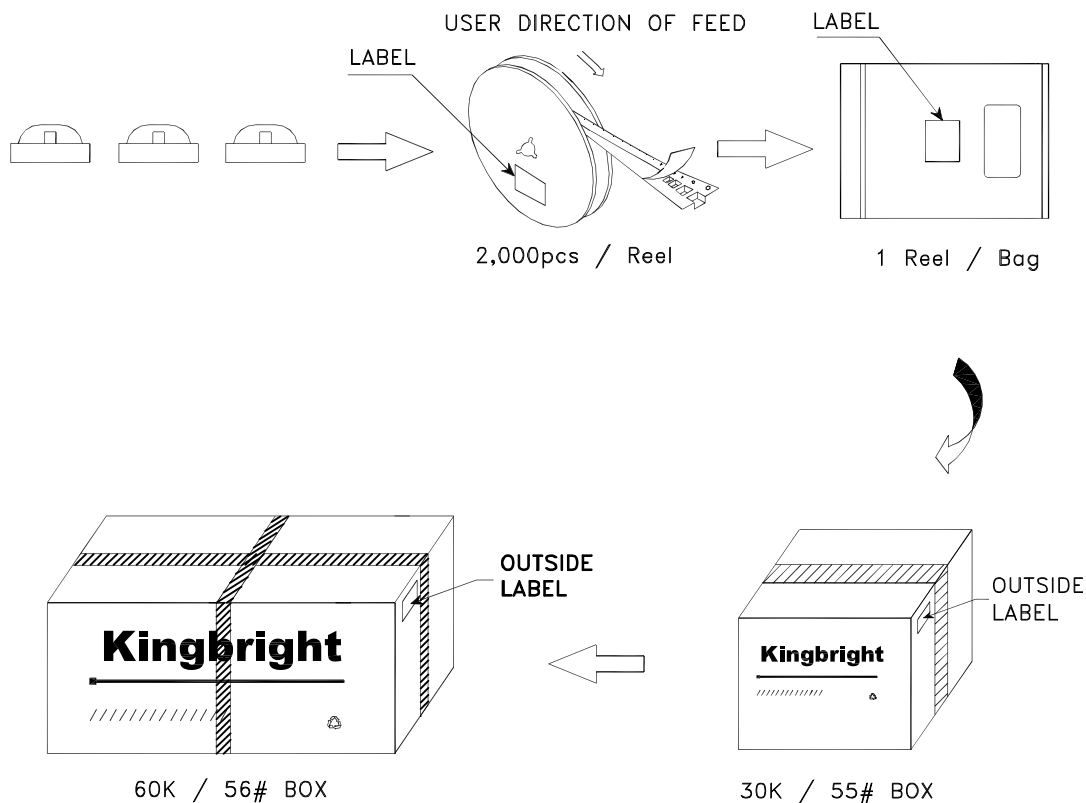 USER DIRECTION OF FEED
LABEL
LABEL
2,000pcs / Reel
1 Reel / Bag
OUTSIDE
LABEL
OUTSIDE
LABEL
Kingbright
Kingbright
60K / 56# BOX
30K / 55# BOX